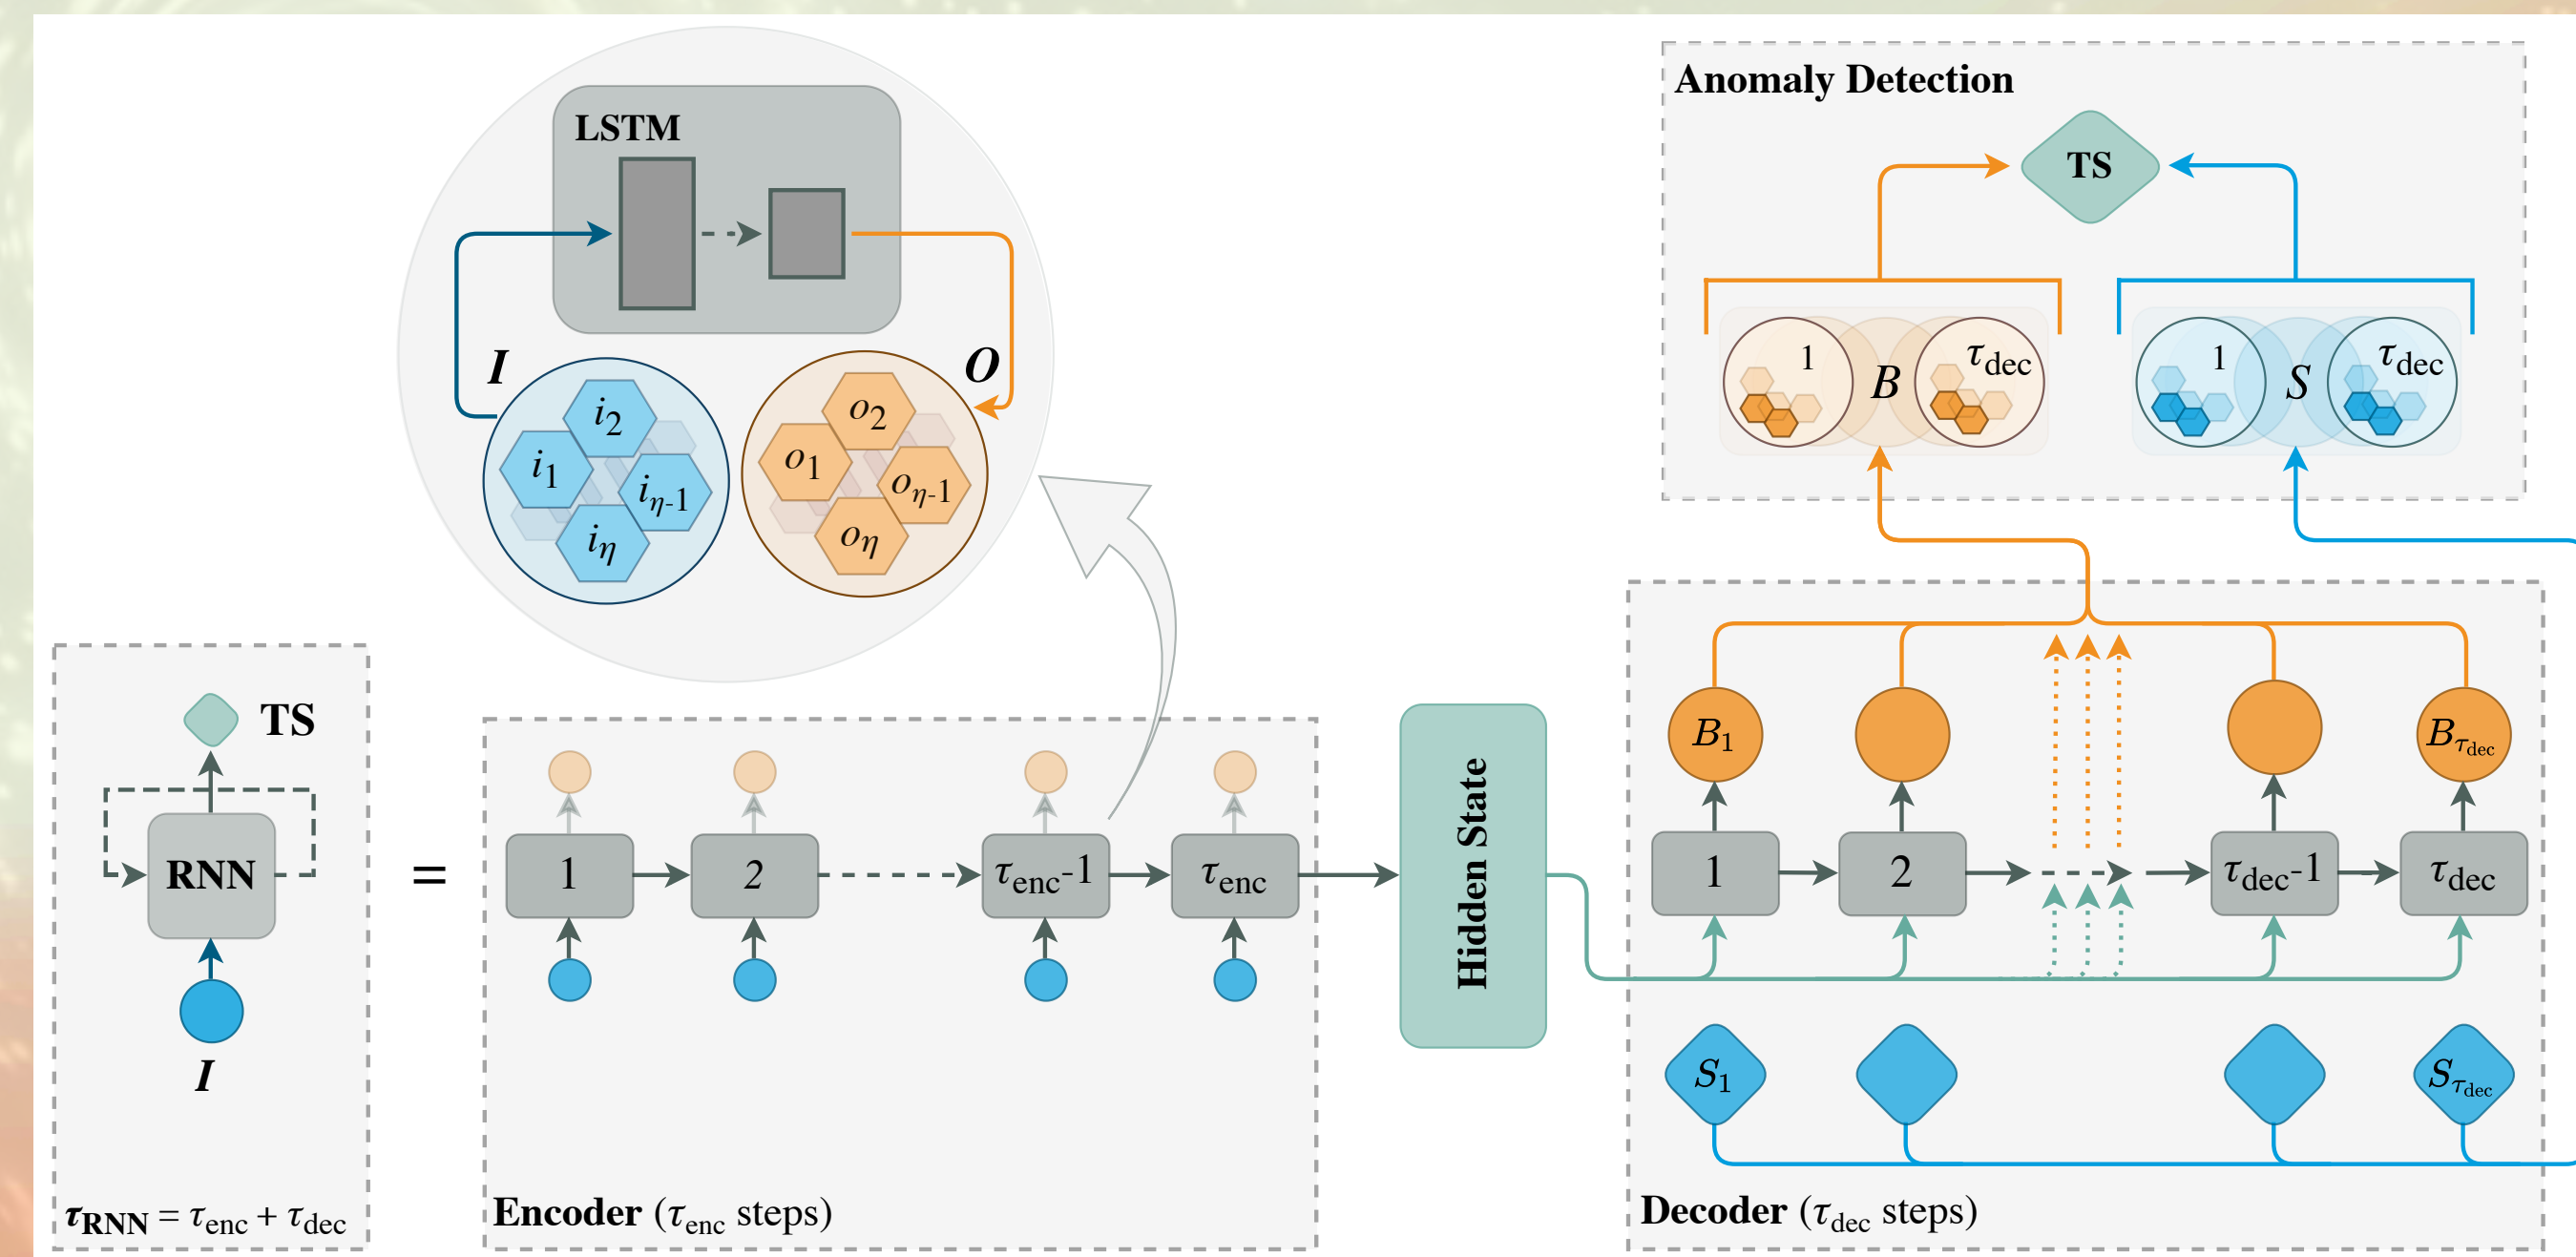 LSTM
I
O
i2
i1
iη-1
iη
o2
o1
oη-1
oη
TS
RNN
I
τRNN = τenc + τdec
=
1
2
τenc-1
τenc
Encoder (τenc steps)
Hidden State
Anomaly Detection
TS
1
B
τdec
1
S
τdec
B1
Bτdec
1
2
τdec-1
τdec
S1
Sτdec
Decoder (τdec steps)